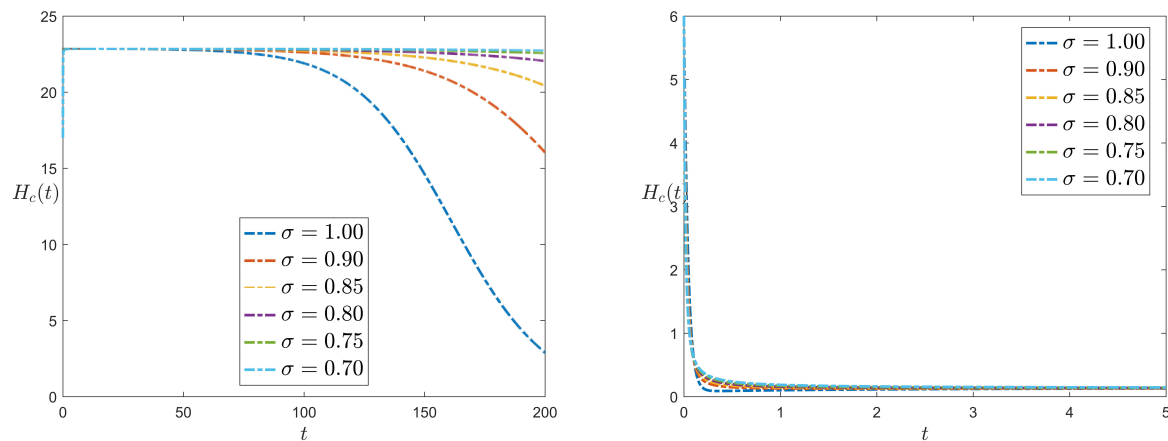 25
20
15
10
5
0
H_c(t)
σ = 1.00
σ = 0.90
σ = 0.85
σ = 0.80
σ = 0.75
σ = 0.70
0 50 100 150 200
t
6
5
4
3
2
1
0
H_c(t)
σ = 1.00
σ = 0.90
σ = 0.85
σ = 0.80
σ = 0.75
σ = 0.70
0 1 2 3 4 5
t